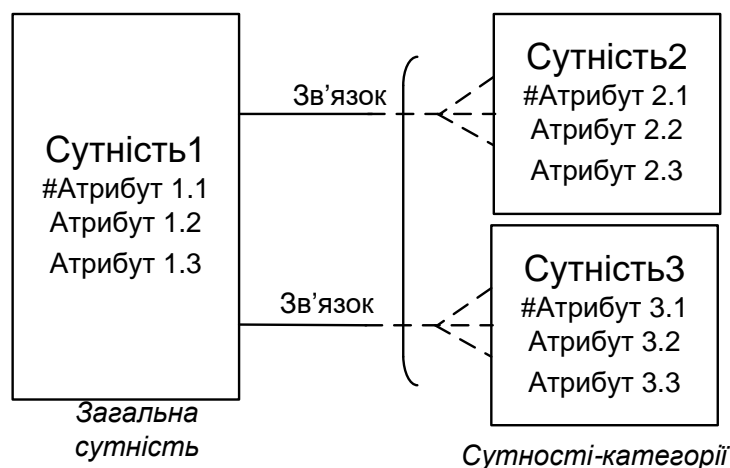 Сутність1
#Атрибут 1.1
Атрибут 1.2
Атрибут 1.3
Загальна
сутність
Зв’язок
Зв’язок
Сутність2
#Атрибут 2.1
Атрибут 2.2
Атрибут 2.3
Сутність3
#Атрибут 3.1
Атрибут 3.2
Атрибут 3.3
Сутності-категорії